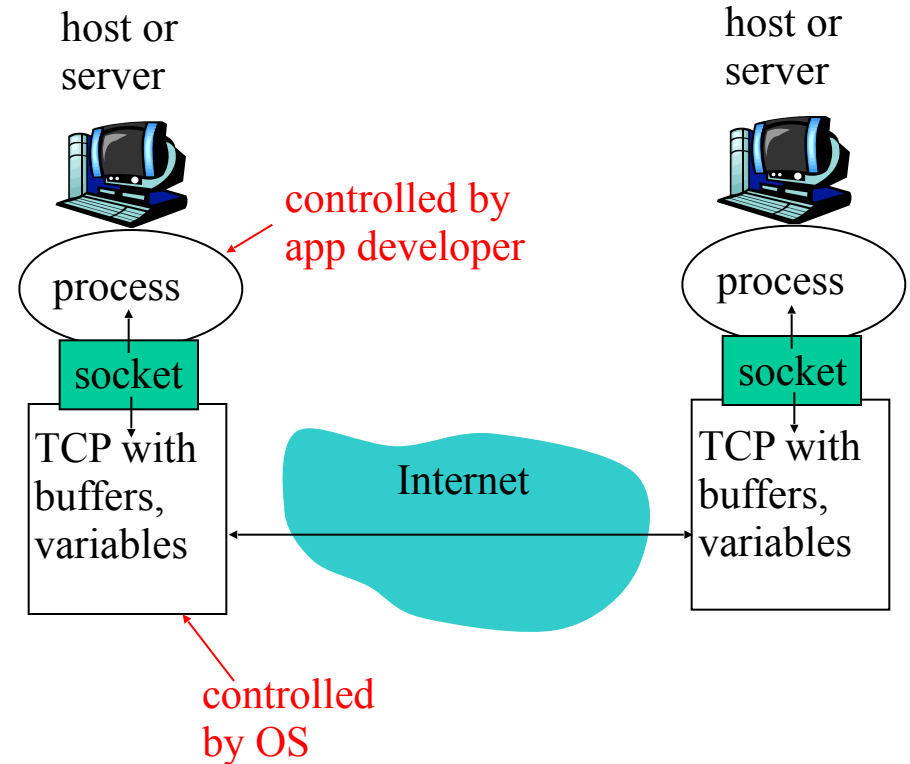 host or
server
host or
server
controlled by
app developer
process
process
socket
socket
TCP with
buffers,
variables
Internet
TCP with
buffers,
variables
controlled
by OS